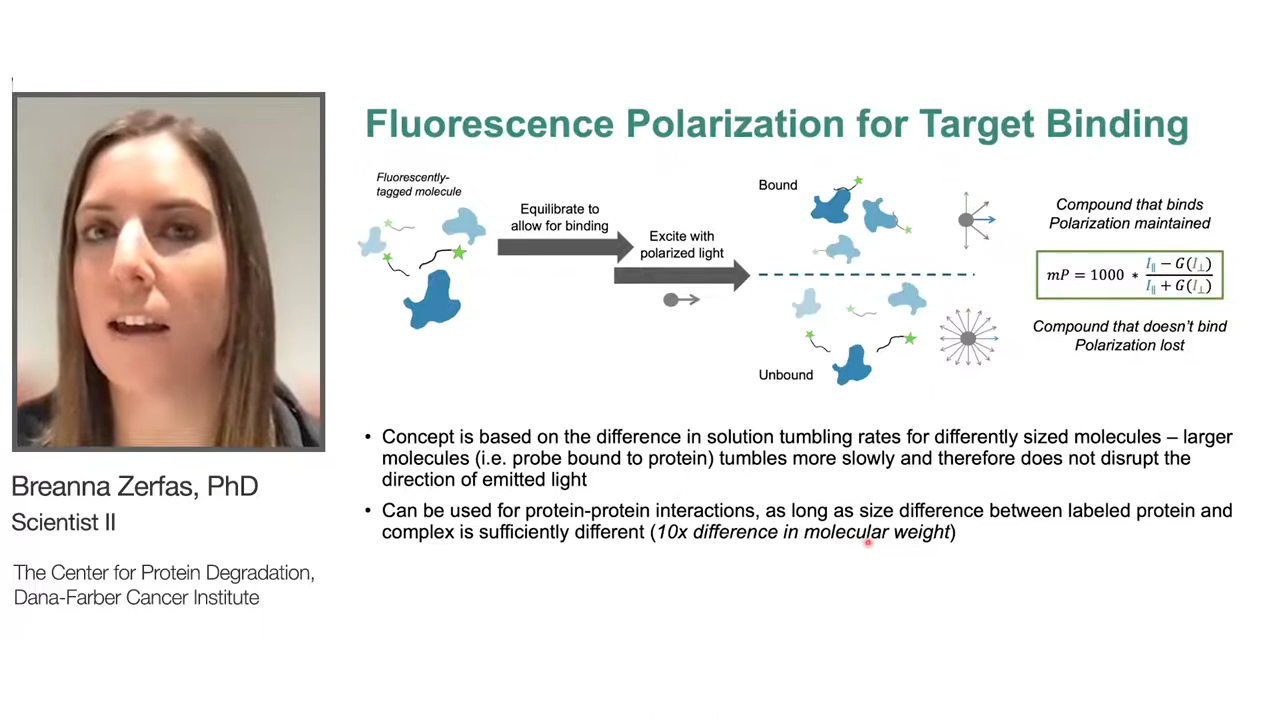 Fluorescence Polarization for Target Binding
Fluorescently-
tagged molecule
Equilibrate to
allow for binding
Excite with
polarized light
Bound
Unbound
Compound that binds
Polarization maintained
mP = 1000 * (I∥ − G(I⊥)) / (I∥ + G(I⊥))
Compound that doesn't bind
Polarization lost
• Concept is based on the difference in solution tumbling rates for differently sized molecules – larger
molecules (i.e. probe bound to protein) tumbles more slowly and therefore does not disrupt the
direction of emitted light
• Can be used for protein-protein interactions, as long as size difference between labeled protein and
complex is sufficiently different (10x difference in molecular weight)
Breanna Zerfas, PhD
Scientist II
The Center for Protein Degradation,
Dana-Farber Cancer Institute